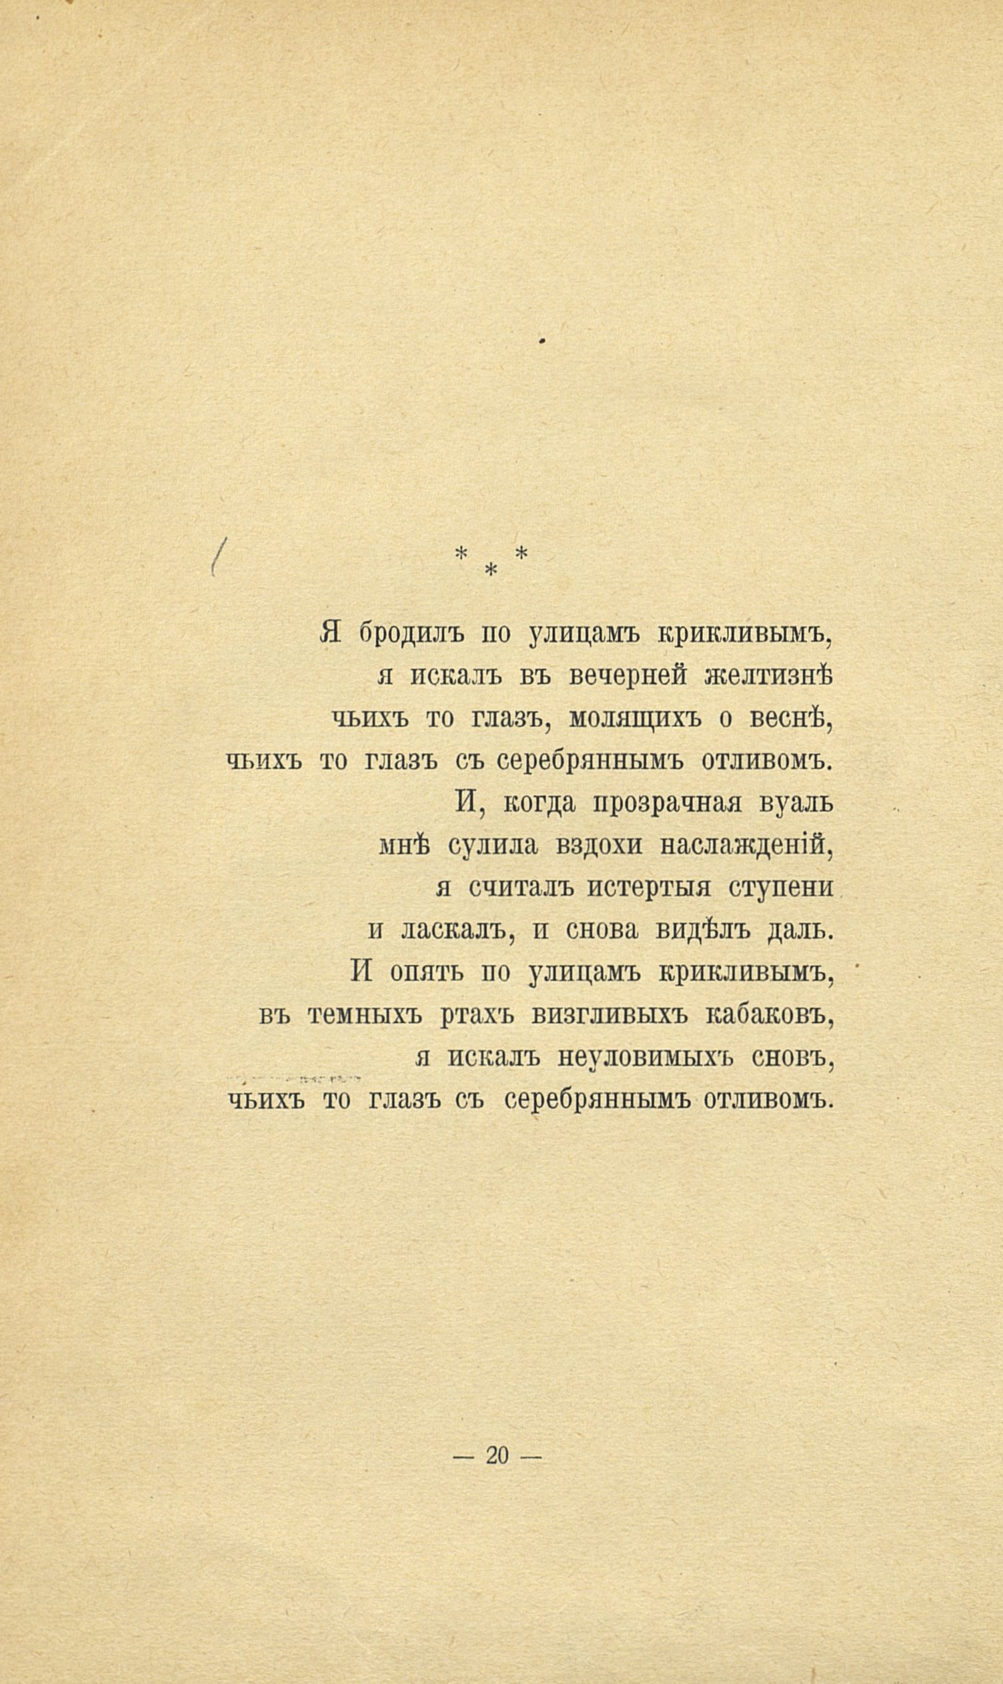 * *
*
Я бродилъ по улицамъ крикливымъ,
я искалъ въ вечерней желтизнѣ
чьихъ то глазъ, молящихъ о веснѣ,
чьихъ то глазъ съ серебряннымъ отливомъ.
И, когда прозрачная вуаль
мнѣ сулила вздохи наслажденій,
я считалъ истертыя ступени
и ласкалъ, и снова видѣлъ даль.
И опять по улицамъ крикливымъ,
въ темныхъ ртахъ визгливыхъ кабаковъ,
я искалъ неуловимыхъ сновъ,
чьихъ то глазъ съ серебряннымъ отливомъ.
— 20 —